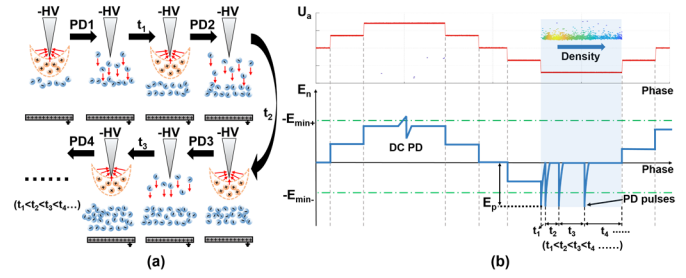 -HV PD1 -HV t₁ -HV PD2 -HV
t₂
-HV PD4 -HV t₃ -HV PD3 -HV
......
(t₁<t₂<t₃<t₄...)
(a)
Uₐ
Density
Phase
Eₙ
-Eₘᵢₙ₊
DC PD
Phase
-Eₘᵢₙ₋
Eₚ
PD pulses
t₁ t₂ t₃ t₄ ......
(t₁<t₂<t₃<t₄ ......)
(b)